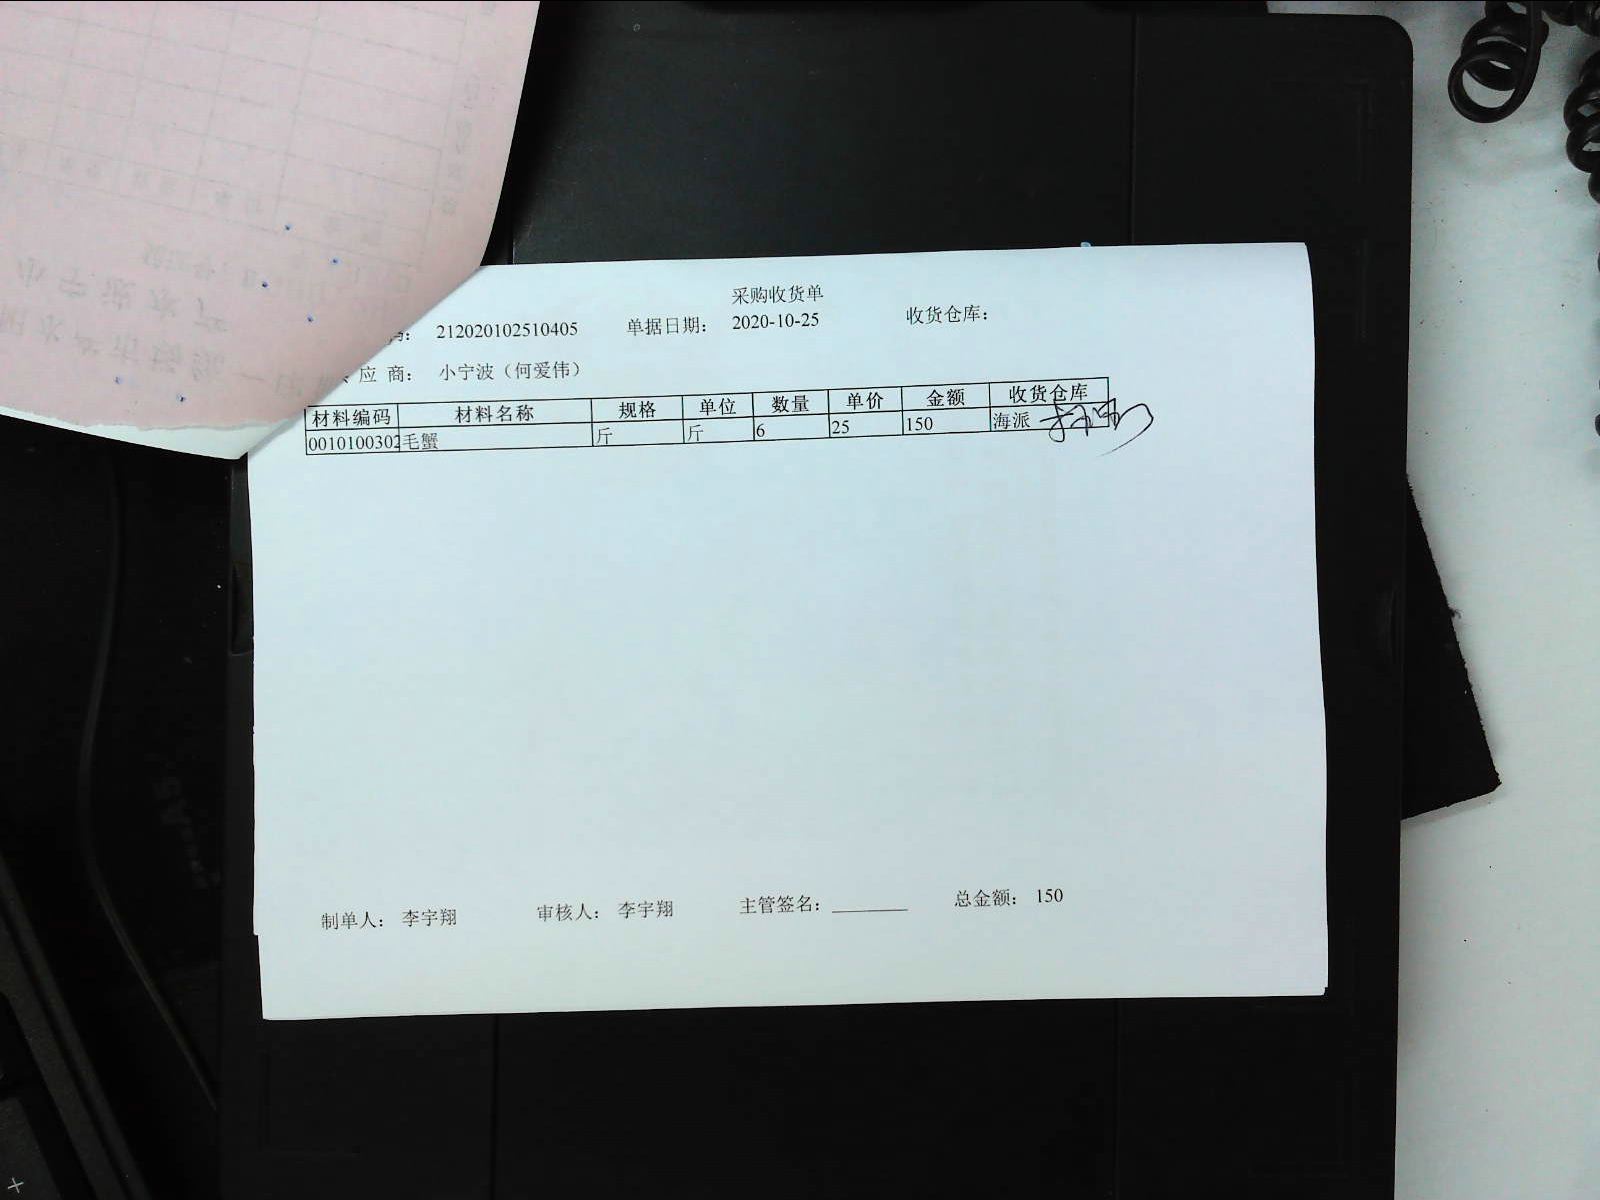 采购收货单
码： 212020102510405 单据日期： 2020-10-25 收货仓库：
应 商： 小宁波（何爱伟）
材料编码 材料名称 规格 单位 数量 单价 金额 收货仓库
0010100302 毛蟹 斤 斤 6 25 150 海派
制单人： 李宇翔 审核人： 李宇翔 主管签名： 总金额： 150